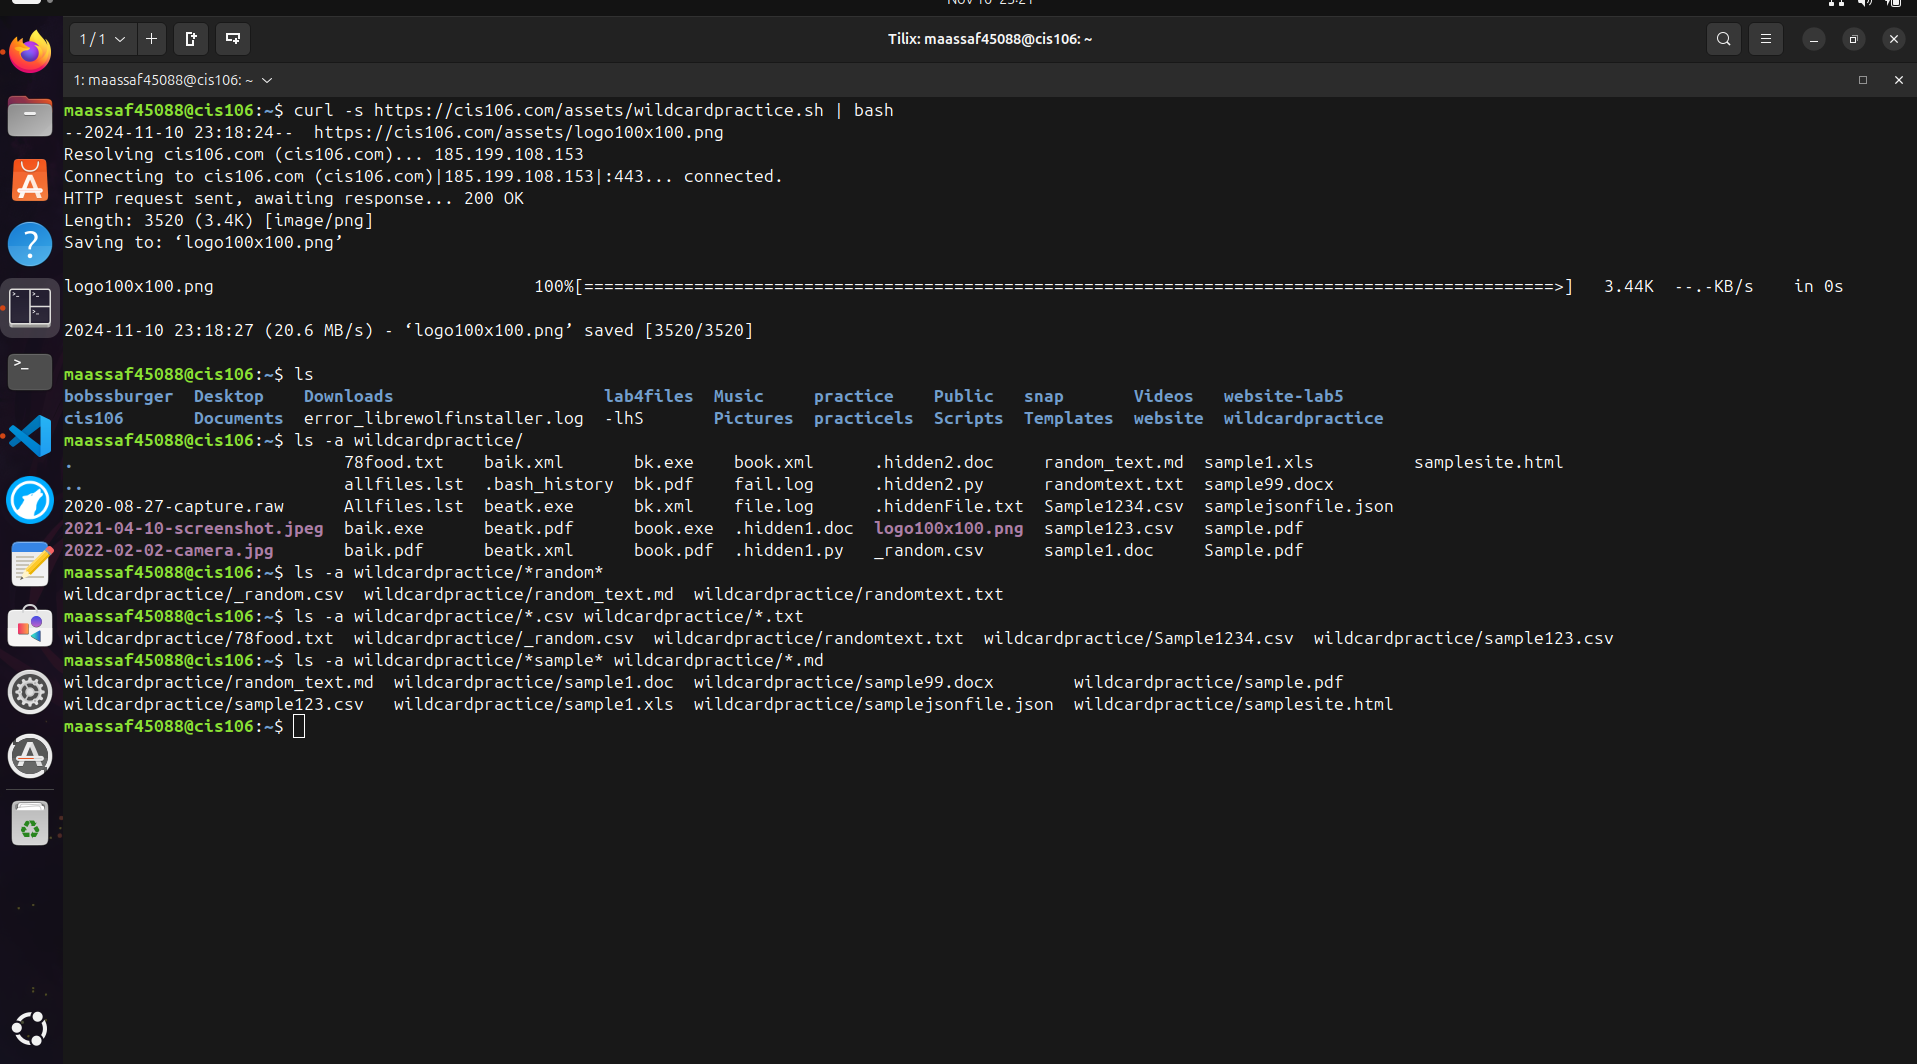 Nov 10 23:21
1 / 1
Tilix: maassaf45088@cis106: ~
1: maassaf45088@cis106: ~
maassaf45088@cis106:~$ curl -s https://cis106.com/assets/wildcardpractice.sh | bash
--2024-11-10 23:18:24--  https://cis106.com/assets/logo100x100.png
Resolving cis106.com (cis106.com)... 185.199.108.153
Connecting to cis106.com (cis106.com)|185.199.108.153|:443... connected.
HTTP request sent, awaiting response... 200 OK
Length: 3520 (3.4K) [image/png]
Saving to: ‘logo100x100.png’
logo100x100.png 100%[=================================================================================================>] 3.44K --.-KB/s in 0s
2024-11-10 23:18:27 (20.6 MB/s) - ‘logo100x100.png’ saved [3520/3520]
maassaf45088@cis106:~$ ls
bobssburger Desktop Downloads lab4files Music practice Public snap Videos website-lab5
cis106 Documents error_librewolfinstaller.log -lhS Pictures practicels Scripts Templates website wildcardpractice
maassaf45088@cis106:~$ ls -a wildcardpractice/
. 78food.txt baik.xml bk.exe book.xml .hidden2.doc random_text.md sample1.xls samplesite.html
.. allfiles.lst .bash_history bk.pdf fail.log .hidden2.py randomtext.txt sample99.docx
2020-08-27-capture.raw Allfiles.lst beatk.exe bk.xml file.log .hiddenFile.txt Sample1234.csv samplejsonfile.json
2021-04-10-screenshot.jpeg baik.exe beatk.pdf book.exe .hidden1.doc logo100x100.png sample123.csv sample.pdf
2022-02-02-camera.jpg baik.pdf beatk.xml book.pdf .hidden1.py _random.csv sample1.doc Sample.pdf
maassaf45088@cis106:~$ ls -a wildcardpractice/*random*
wildcardpractice/_random.csv wildcardpractice/random_text.md wildcardpractice/randomtext.txt
maassaf45088@cis106:~$ ls -a wildcardpractice/*.csv wildcardpractice/*.txt
wildcardpractice/78food.txt wildcardpractice/_random.csv wildcardpractice/randomtext.txt wildcardpractice/Sample1234.csv wildcardpractice/sample123.csv
maassaf45088@cis106:~$ ls -a wildcardpractice/*sample* wildcardpractice/*.md
wildcardpractice/random_text.md wildcardpractice/sample1.doc wildcardpractice/sample99.docx wildcardpractice/sample.pdf
wildcardpractice/sample123.csv wildcardpractice/sample1.xls wildcardpractice/samplejsonfile.json wildcardpractice/samplesite.html
maassaf45088@cis106:~$